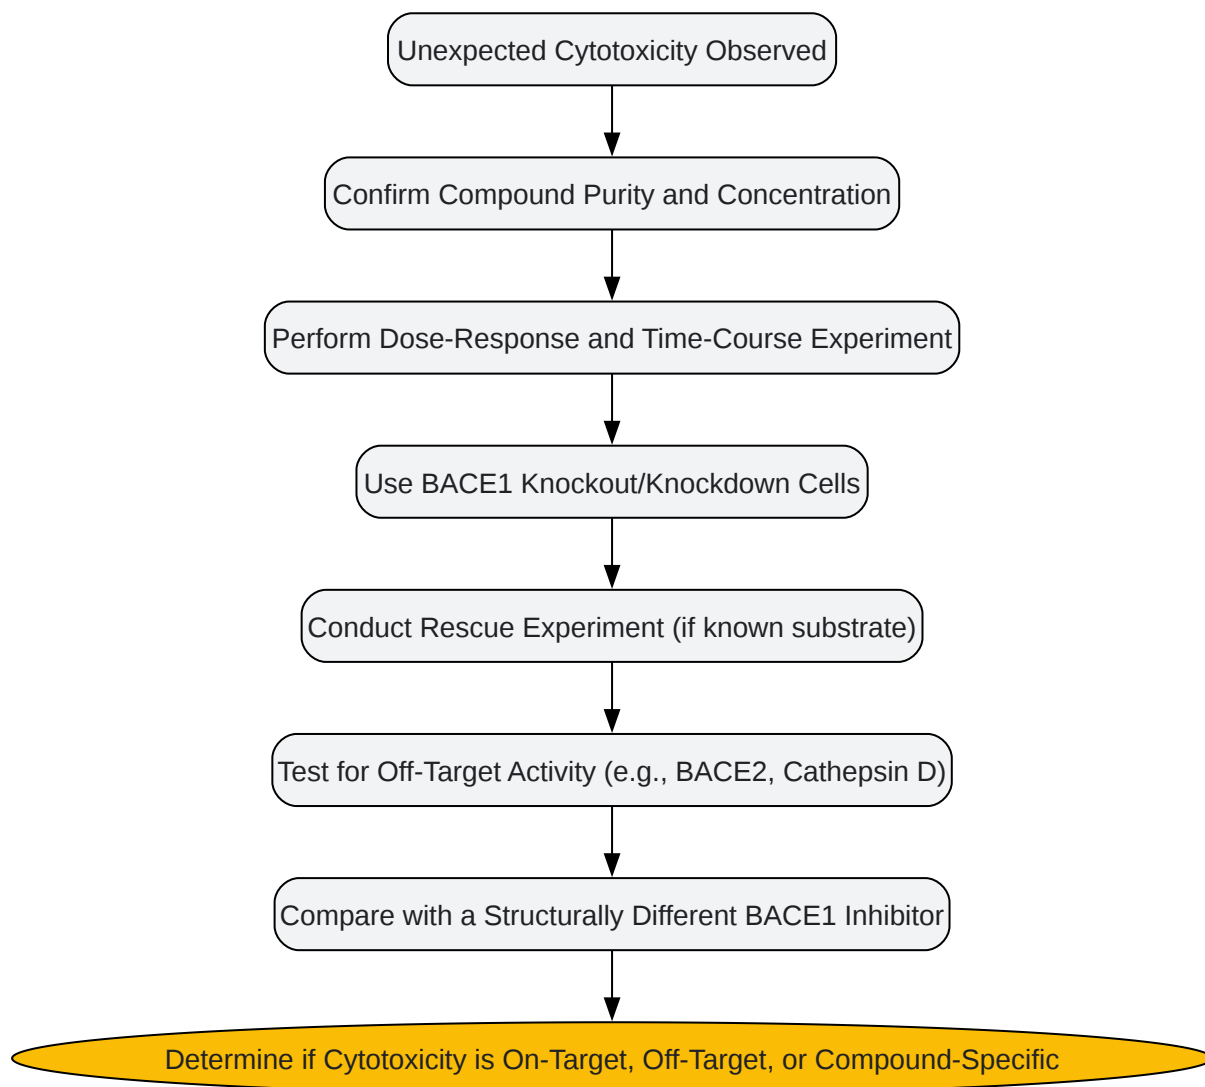 Unexpected Cytotoxicity Observed
Confirm Compound Purity and Concentration
Perform Dose-Response and Time-Course Experiment
Use BACE1 Knockout/Knockdown Cells
Conduct Rescue Experiment (if known substrate)
Test for Off-Target Activity (e.g., BACE2, Cathepsin D)
Compare with a Structurally Different BACE1 Inhibitor
Determine if Cytotoxicity is On-Target, Off-Target, or Compound-Specific